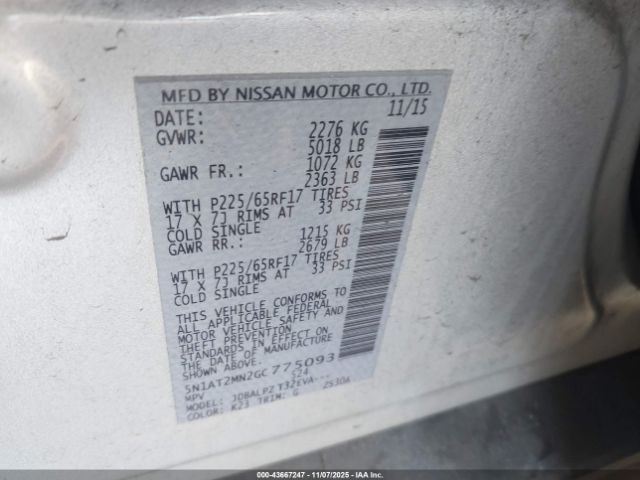 MFD BY NISSAN MOTOR CO., LTD.
DATE: 11/15
GVWR: 2276 KG
5018 LB
GAWR FR.: 1072 KG
2363 LB
WITH P225/65RF17 TIRES
17 X 7J RIMS AT 33 PSI
COLD SINGLE
GAWR RR.: 1215 KG
2679 LB
WITH P225/65RF17 TIRES
17 X 7J RIMS AT 33 PSI
COLD SINGLE
THIS VEHICLE CONFORMS TO
ALL APPLICABLE FEDERAL
MOTOR VEHICLE SAFETY AND
THEFT PREVENTION
STANDARDS IN EFFECT ON
THE DATE OF MANUFACTURE
SHOWN ABOVE.
5N1AT2MN2GC775093
MPV S24
MODEL: JDBALPZ T32EVA---
COLOR: K23 TRIM: G 2530A
000-43667247 - 11/07/2025 - IAA Inc.